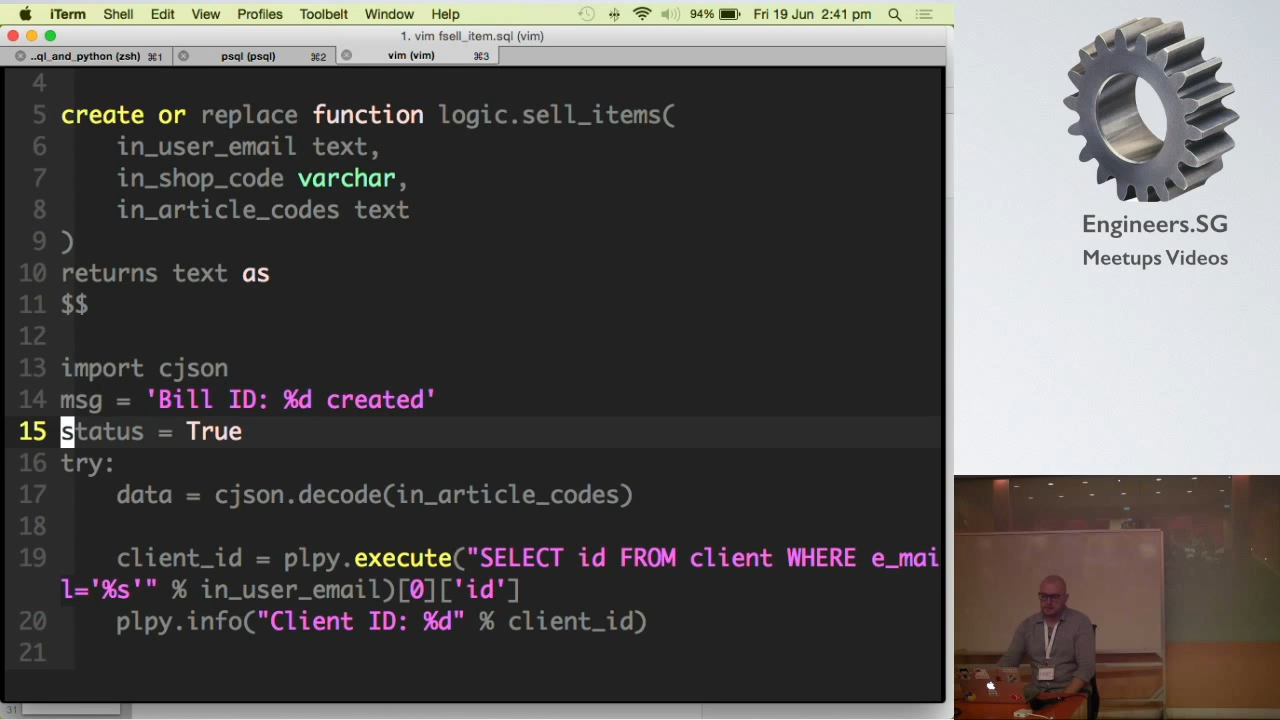 iTerm Shell Edit View Profiles Toolbelt Window Help 94% Fri 19 Jun 2:41 pm
1. vim fsell_item.sql (vim)
..ql_and_python (zsh) ⌘1 psql (psql) ⌘2 vim (vim) ⌘3
4
5 create or replace function logic.sell_items(
6 in_user_email text,
7 in_shop_code varchar,
8 in_article_codes text
9 )
10 returns text as
11 $$
12
13 import cjson
14 msg = 'Bill ID: %d created'
15 status = True
16 try:
17 data = cjson.decode(in_article_codes)
18
19 client_id = plpy.execute("SELECT id FROM client WHERE e_mai
l='%s'" % in_user_email)[0]['id']
20 plpy.info("Client ID: %d" % client_id)
21
31
Engineers.SG
Meetups Videos